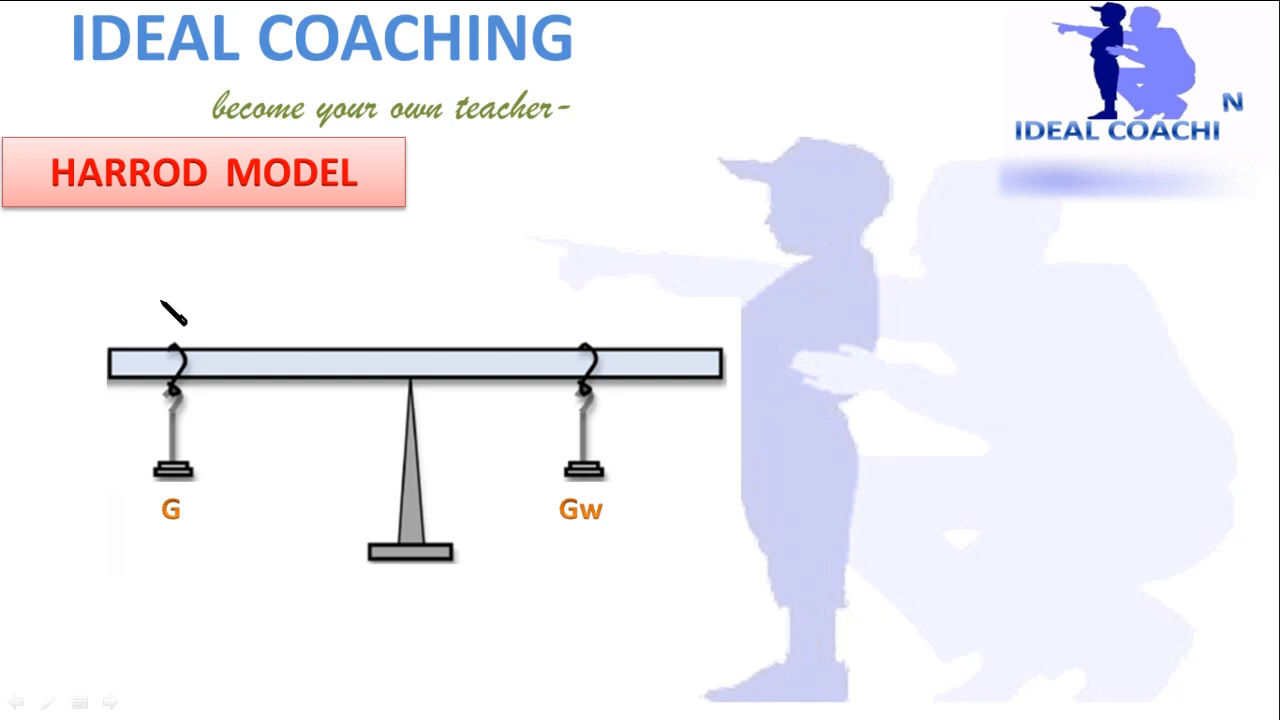 IDEAL COACHING
become your own teacher-
IDEAL COACHI N
HARROD MODEL
G
Gw